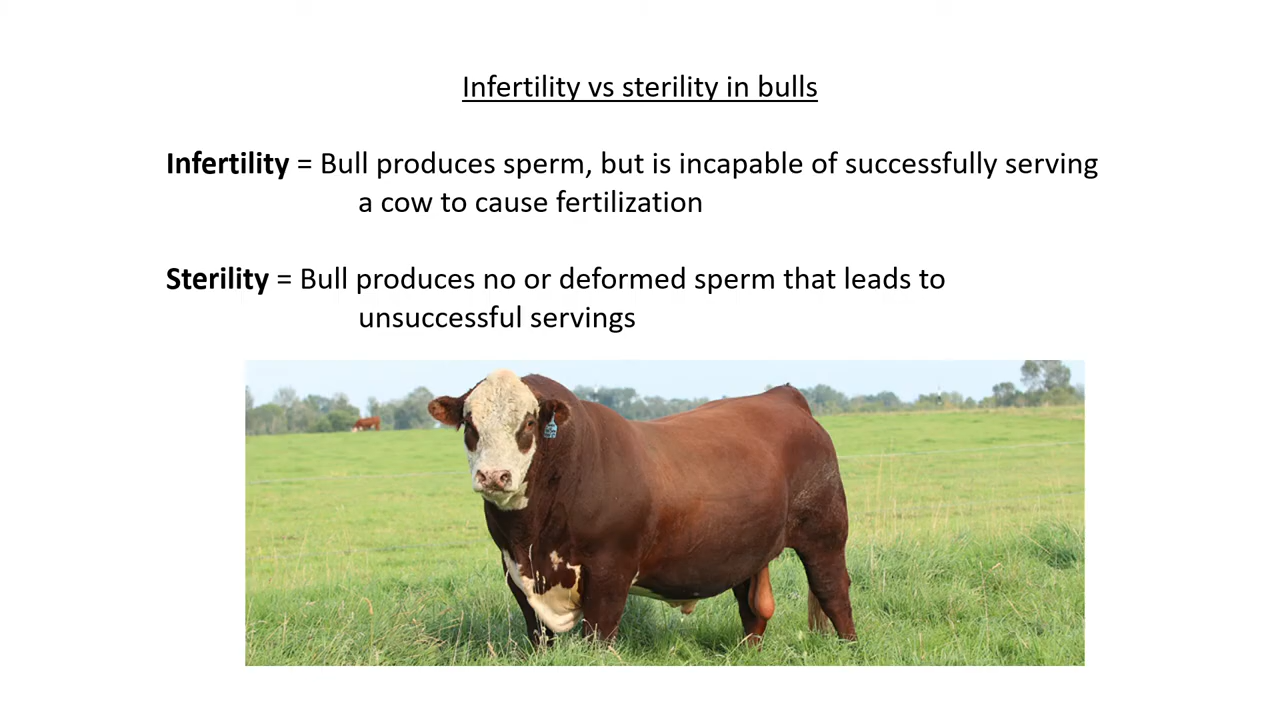 Infertility vs sterility in bulls
Infertility = Bull produces sperm, but is incapable of successfully serving
a cow to cause fertilization
Sterility = Bull produces no or deformed sperm that leads to
unsuccessful servings